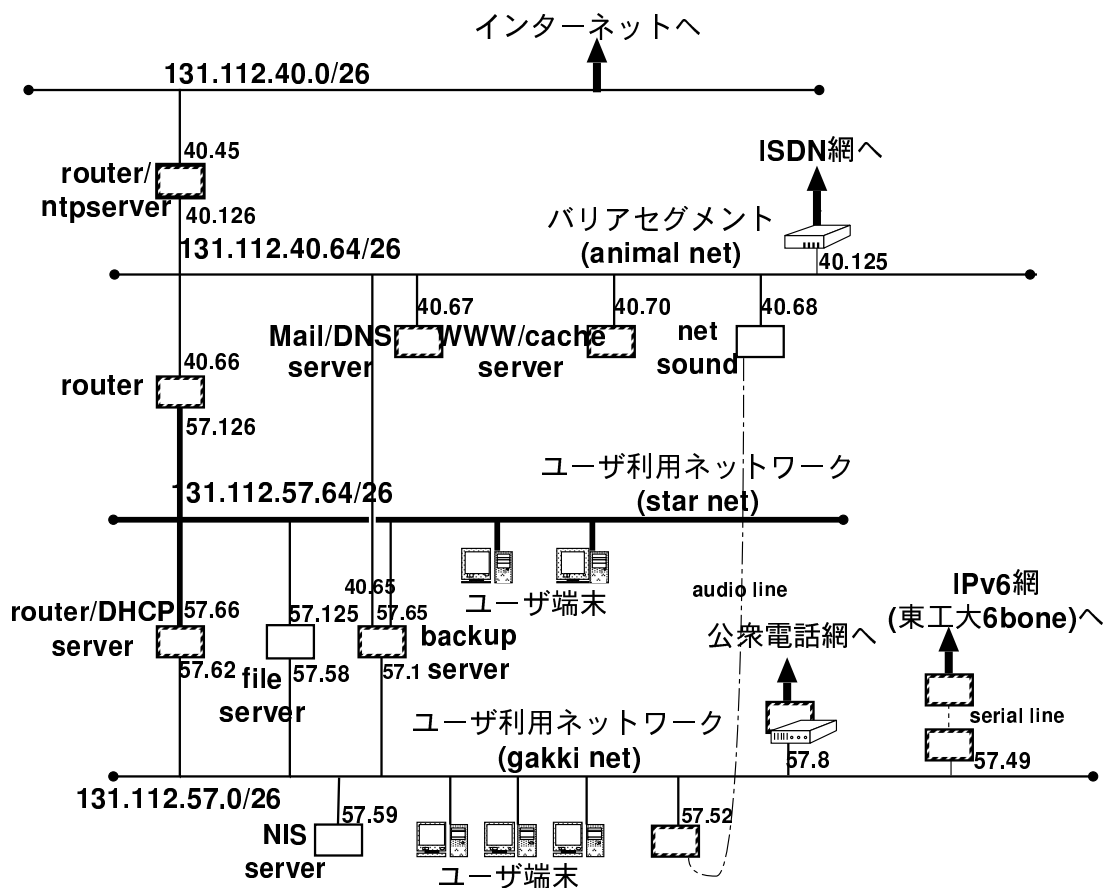 インターネットへ
131.112.40.0/26
40.45
router/
ntpserver
40.126
ISDN網へ
バリアセグメント
(animal net)
131.112.40.64/26
40.125
40.67
40.70
40.68
Mail/DNS
server
WWW/cache
server
net
sound
40.66
router
57.126
ユーザ利用ネットワーク
(star net)
131.112.57.64/26
ユーザ端末
audio line
IPv6網
(東工大6bone)へ
router/DHCP
server
57.66
57.62
57.125
file
server
57.58
40.65
57.65
57.1
backup
server
公衆電話網へ
serial line
ユーザ利用ネットワーク
(gakki net)
57.8
57.49
131.112.57.0/26
57.59
NIS
server
ユーザ端末
57.52